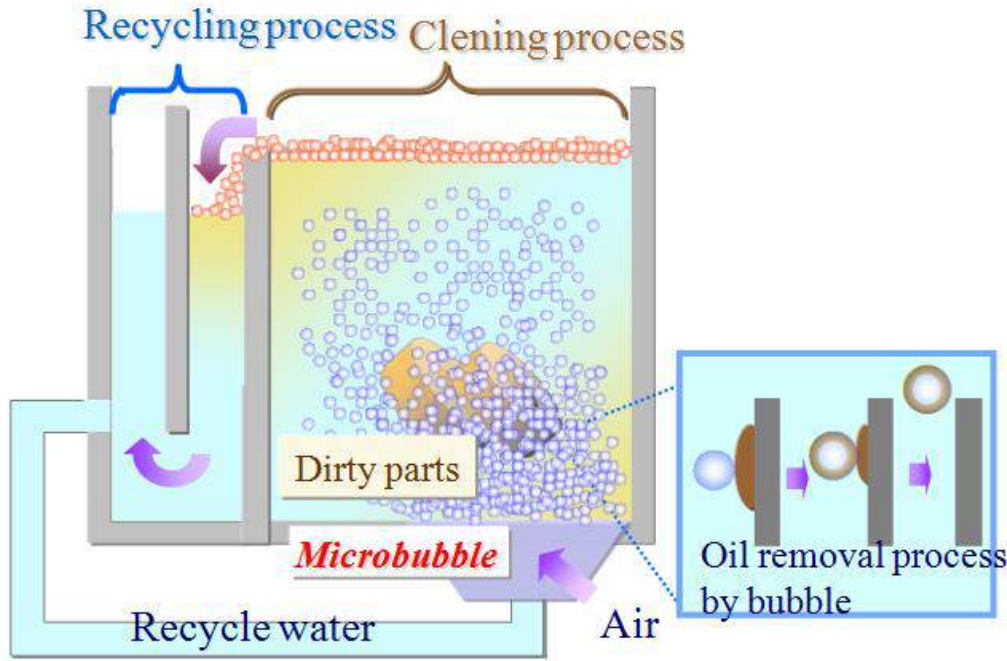 Recycling process
Clening process
Dirty parts
Microbubble
Recycle water
Air
Oil removal process
by bubble